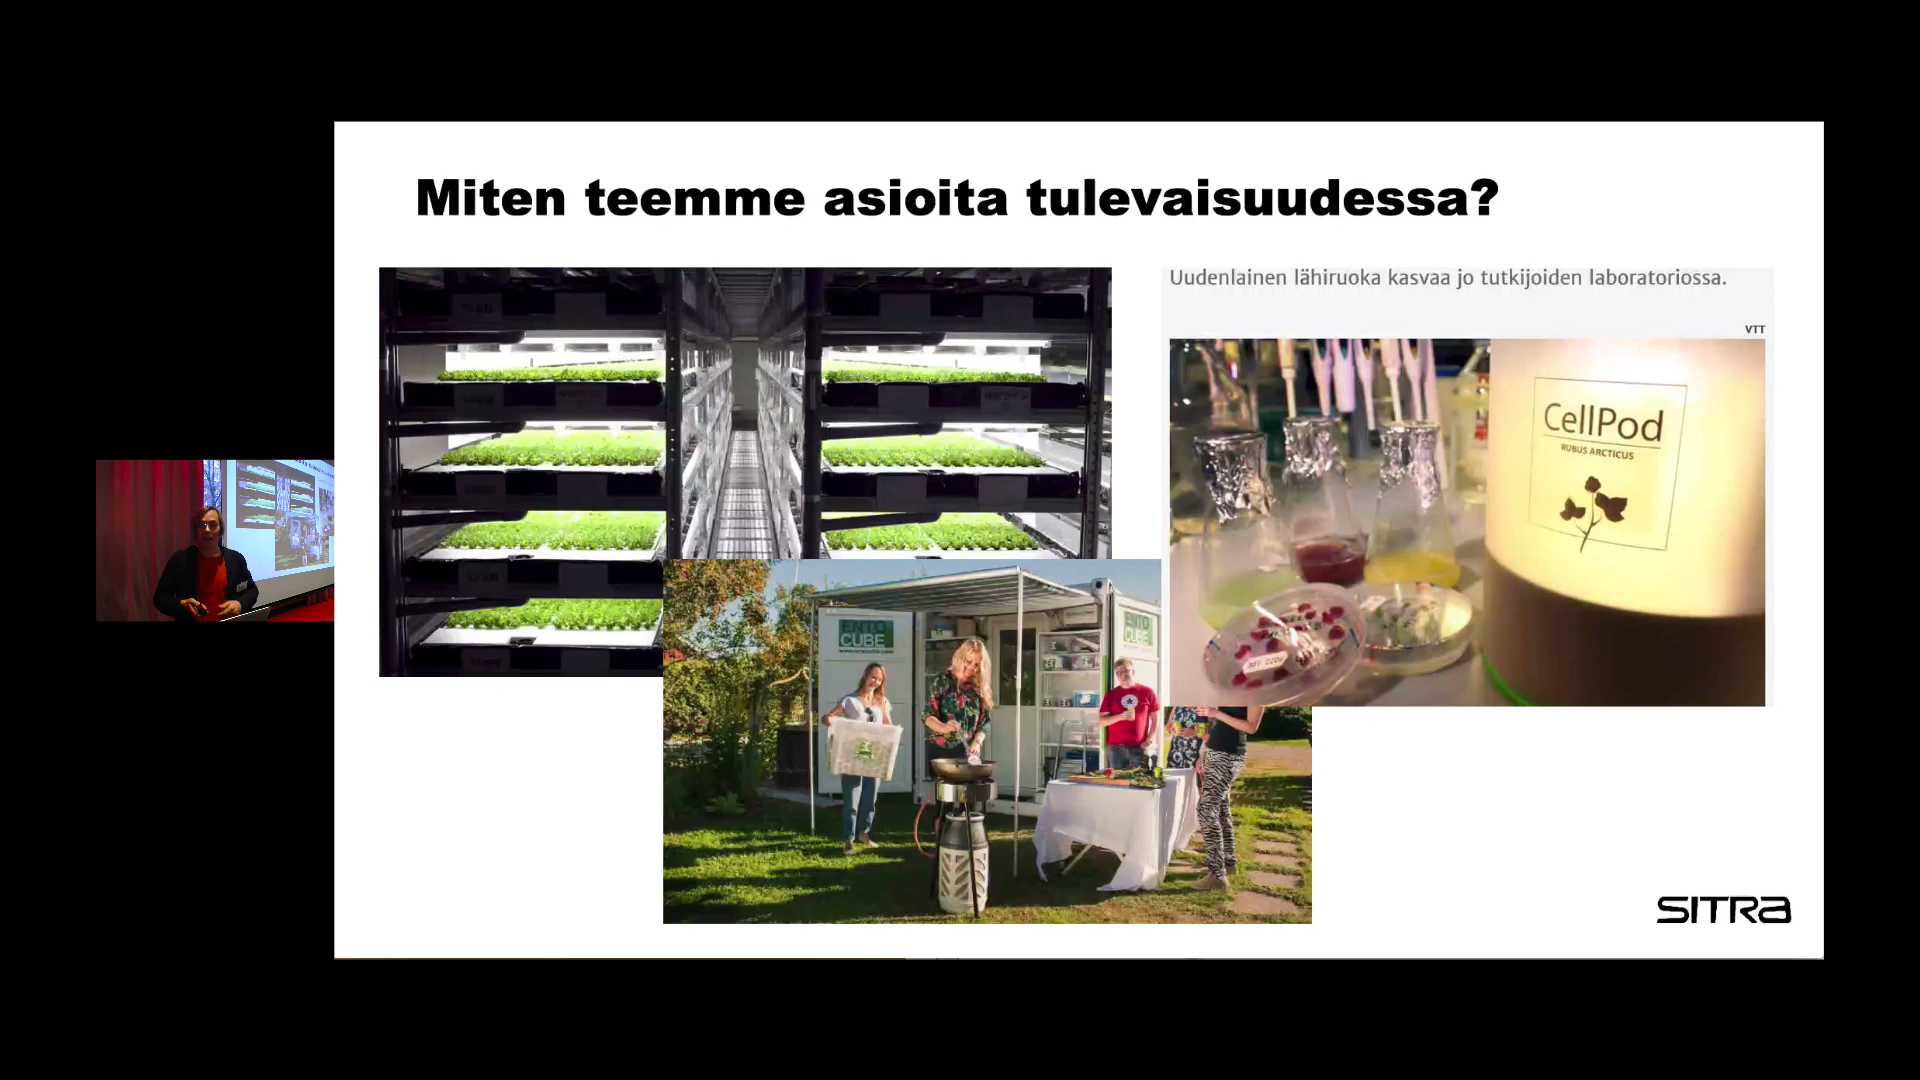 Miten teemme asioita tulevaisuudessa?
Uudenlainen lähiruoka kasvaa jo tutkijoiden laboratoriossa.
VTT
CellPod
RUBUS ARCTICUS
ENTO
CUBE
ENTO
CUBE
SITRA